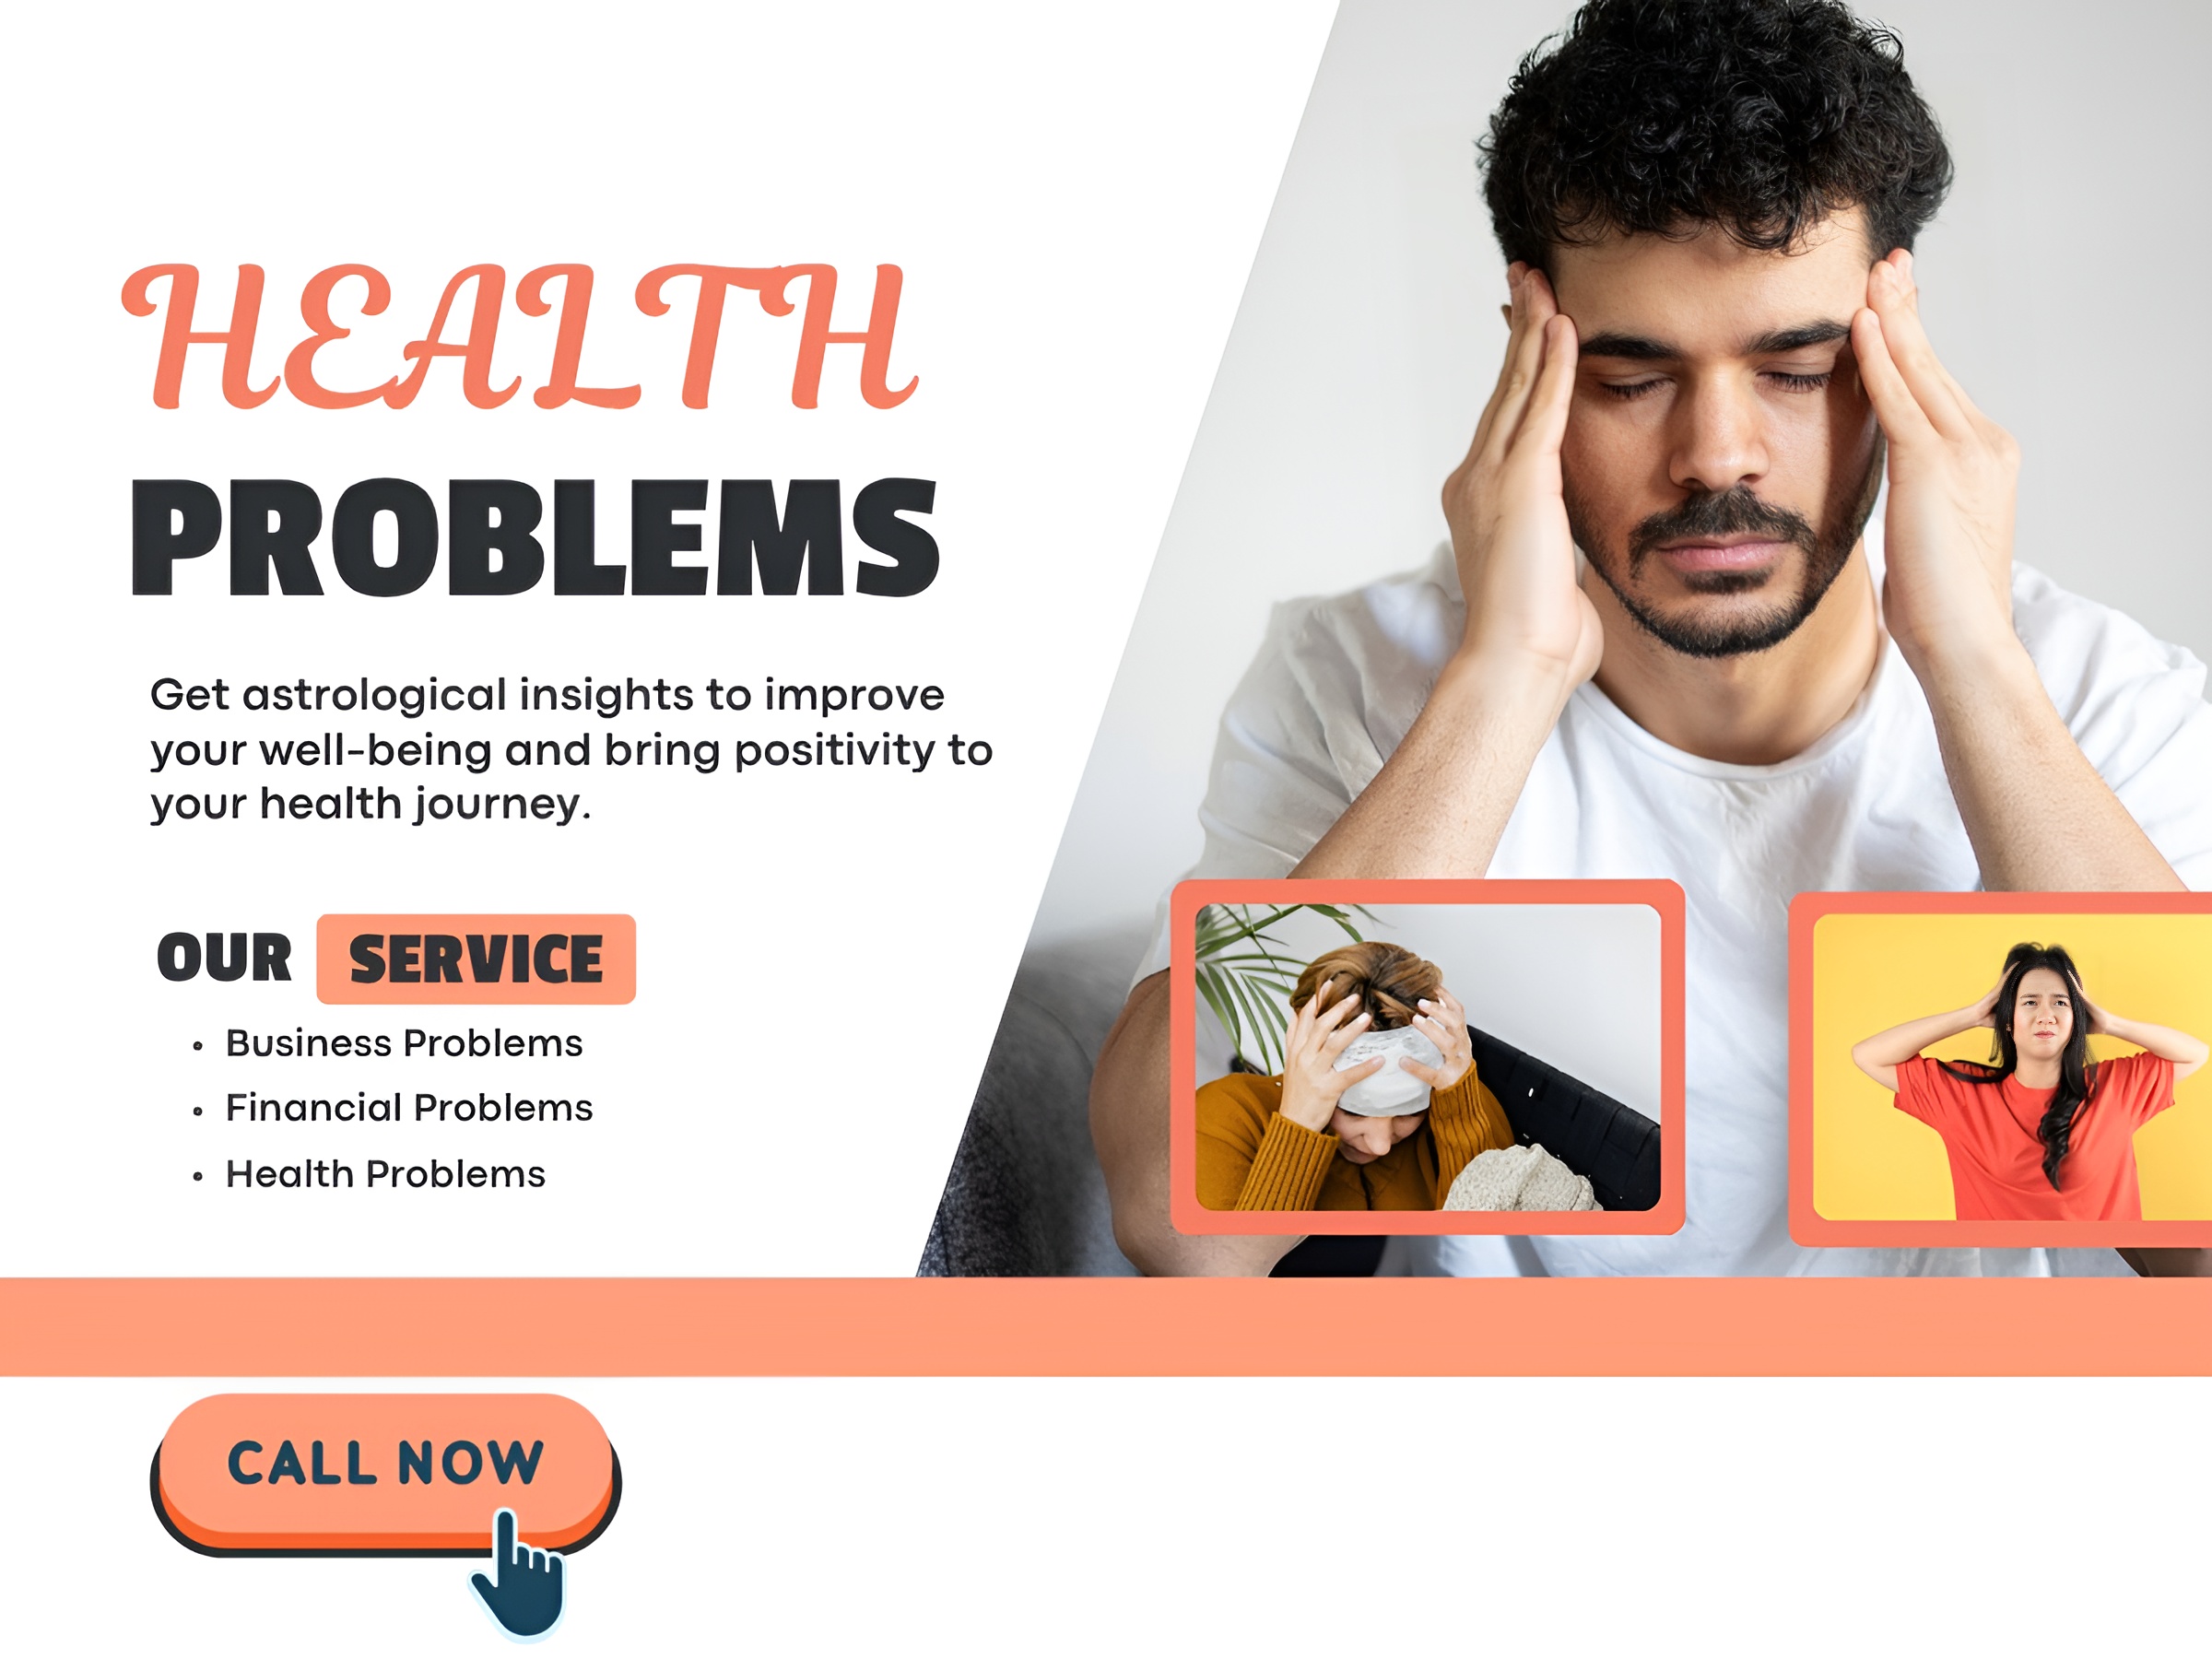 HEALTH
PROBLEMS
Get astrological insights to improve
your well-being and bring positivity to
your health journey.
OUR SERVICE
• Business Problems
• Financial Problems
• Health Problems
CALL NOW